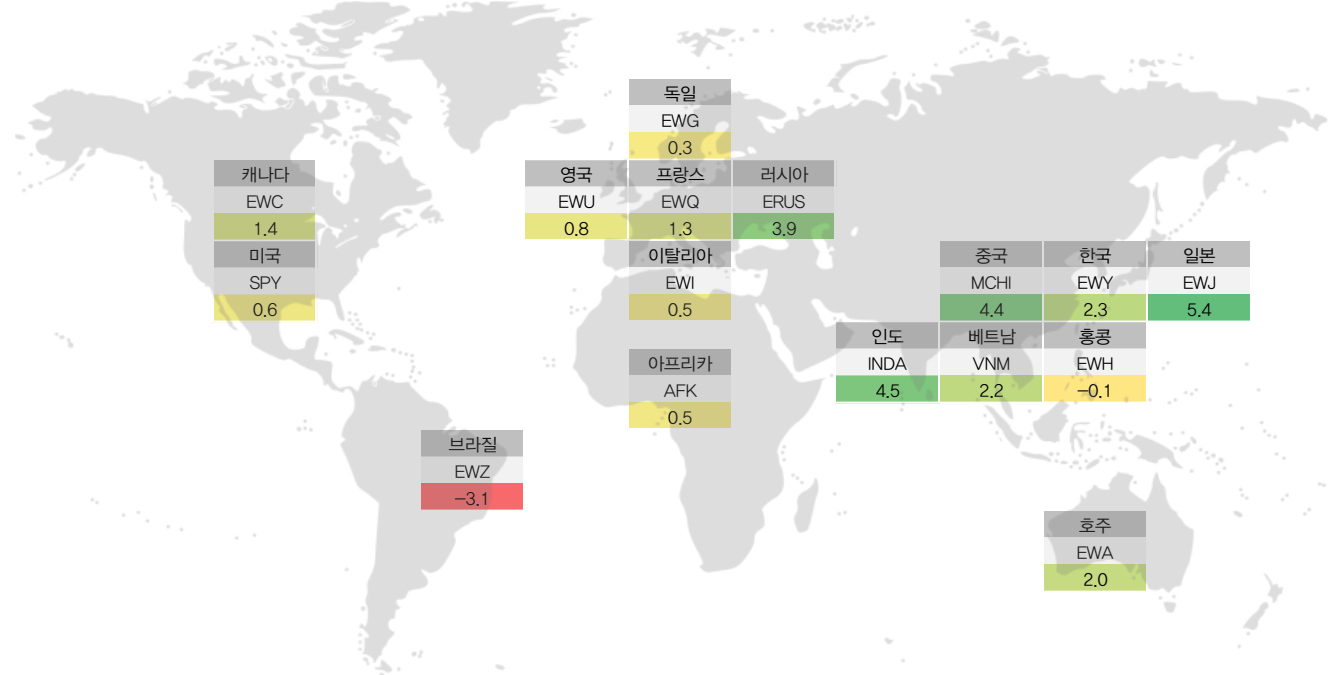 독일
EWG
0.3
캐나다
EWC
1.4
미국
SPY
0.6
영국
EWU
0.8
프랑스
EWQ
1.3
러시아
ERUS
3.9
이탈리아
EWI
0.5
중국
MCHI
4.4
한국
EWY
2.3
일본
EWJ
5.4
인도
INDA
4.5
베트남
VNM
2.2
홍콩
EWH
-0.1
아프리카
AFK
0.5
브라질
EWZ
-3.1
호주
EWA
2.0